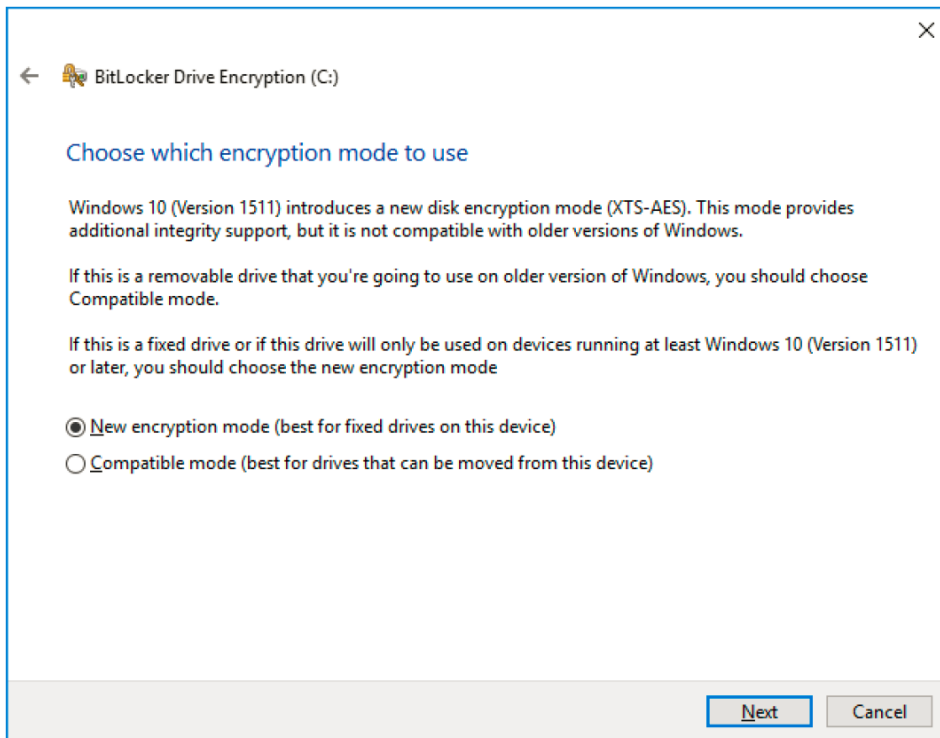 BitLocker Drive Encryption (C:)
Choose which encryption mode to use
Windows 10 (Version 1511) introduces a new disk encryption mode (XTS-AES). This mode provides
additional integrity support, but it is not compatible with older versions of Windows.
If this is a removable drive that you're going to use on older version of Windows, you should choose
Compatible mode.
If this is a fixed drive or if this drive will only be used on devices running at least Windows 10 (Version 1511)
or later, you should choose the new encryption mode
New encryption mode (best for fixed drives on this device)
Compatible mode (best for drives that can be moved from this device)
Next Cancel